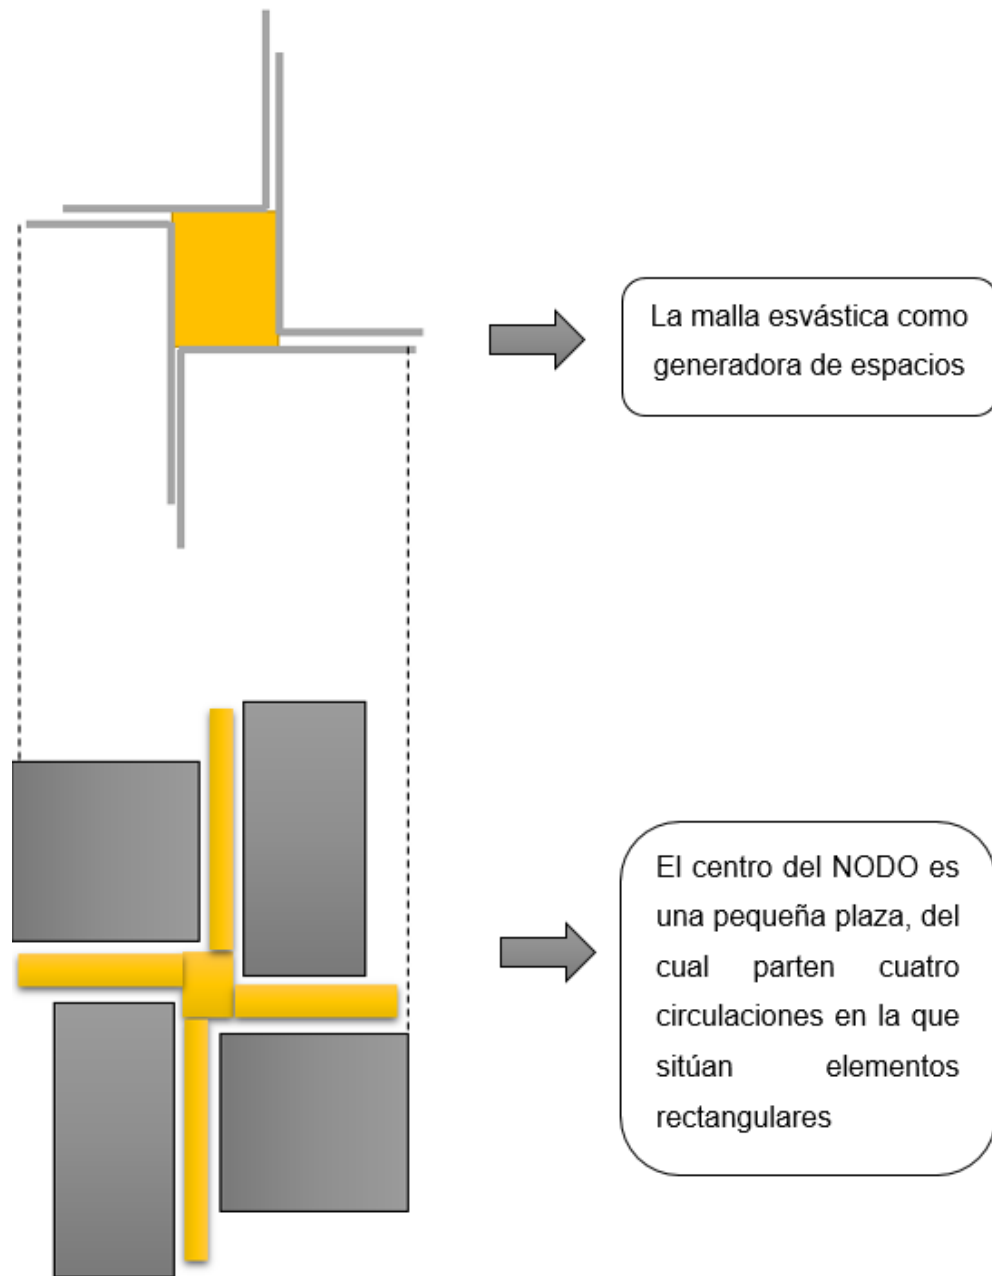 La malla esvástica como
generadora de espacios
El centro del NODO es
una pequeña plaza, del
cual parten cuatro
circulaciones en la que
sitúan elementos
rectangulares